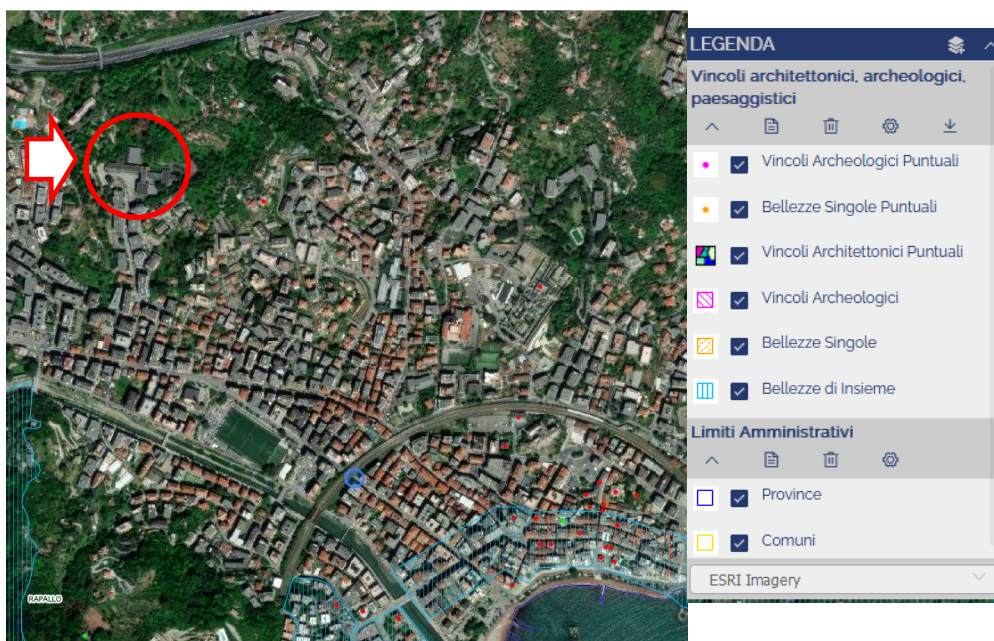 LEGENDA
Vincoli architettonici, archeologici,
paesaggistici
Vincoli Archeologici Puntuali
Bellezze Singole Puntuali
Vincoli Architettonici Puntuali
Vincoli Archeologici
Bellezze Singole
Bellezze di Insieme
Limiti Amministrativi
Province
Comuni
ESRI Imagery
RAPALLO